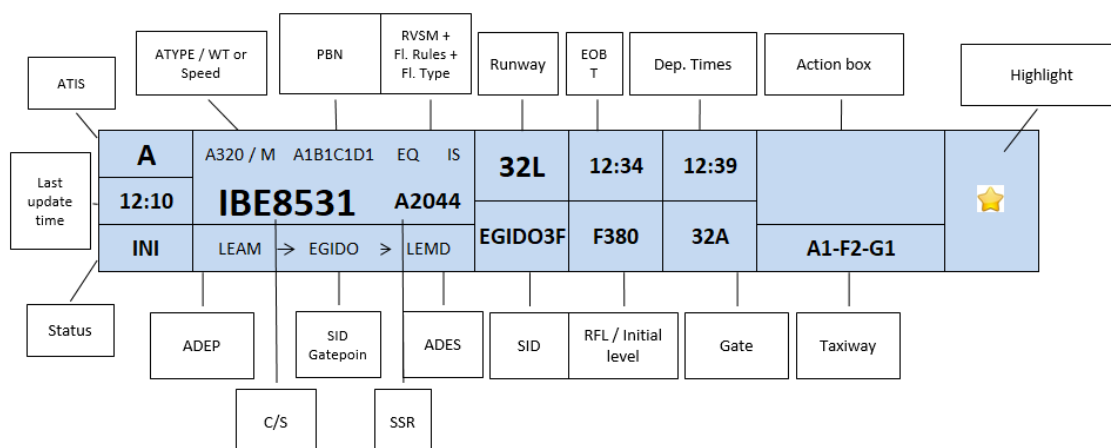 ATYPE / WT or
Speed
PBN
RVSM +
Fl. Rules +
Fl. Type
Runway
EOB
T
Dep. Times
Action box
Highlight
ATIS
Last
update
time
Status
A
12:10
INI
A320 / M A1B1C1D1 EQ IS
IBE8531 A2044
LEAM → EGIDO > LEMD
32L
EGIDO3F
12:34
F380
12:39
32A
A1-F2-G1
ADEP
SID
Gatepoin
ADES
SID
RFL / Initial
level
Gate
Taxiway
C/S
SSR